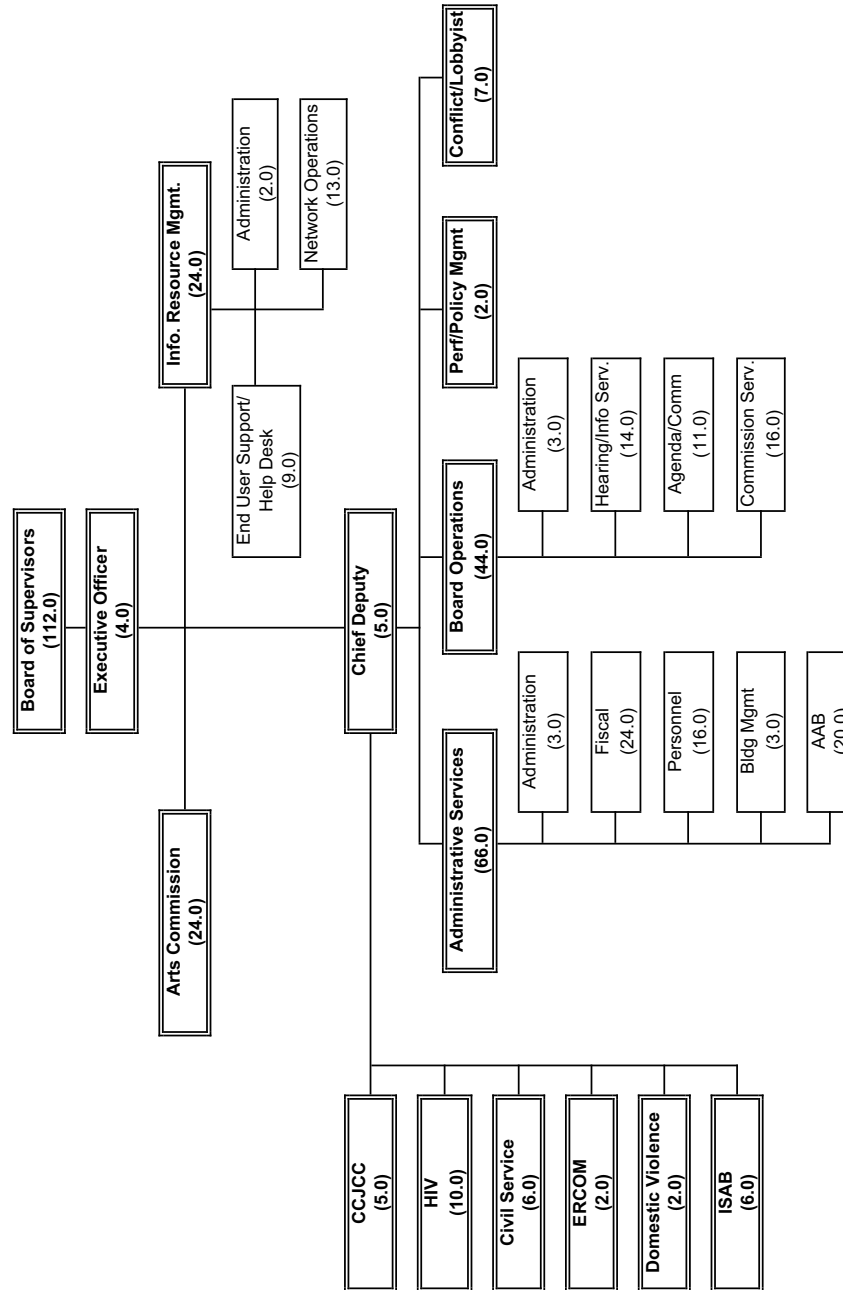 Board of Supervisors
(112.0)
Executive Officer
(4.0)
Arts Commission
(24.0)
Info. Resource Mgmt.
(24.0)
End User Support/
Help Desk
(9.0)
Administration
(2.0)
Network Operations
(13.0)
Chief Deputy
(5.0)
CCJCC
(5.0)
HIV
(10.0)
Civil Service
(6.0)
ERCOM
(2.0)
Domestic Violence
(2.0)
ISAB
(6.0)
Administrative Services
(66.0)
Administration
(3.0)
Fiscal
(24.0)
Personnel
(16.0)
Bldg Mgmt
(3.0)
AAB
(20.0)
Board Operations
(44.0)
Administration
(3.0)
Hearing/Info Serv.
(14.0)
Agenda/Comm
(11.0)
Commission Serv.
(16.0)
Perf/Policy Mgmt
(2.0)
Conflict/Lobbyist
(7.0)